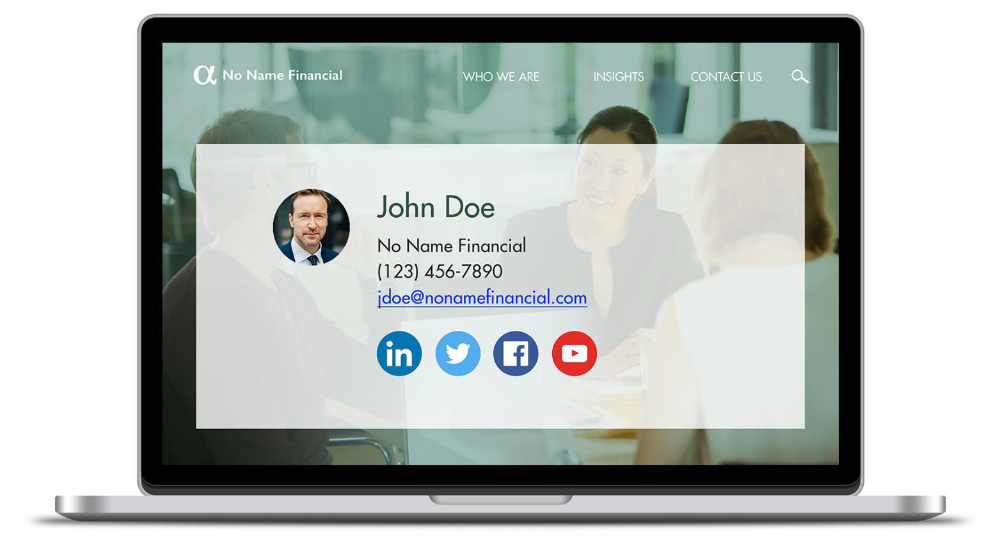 α No Name Financial
WHO WE ARE
INSIGHTS
CONTACT US
John Doe
No Name Financial
(123) 456-7890
jdoe@nonamefinancial.com
in
f